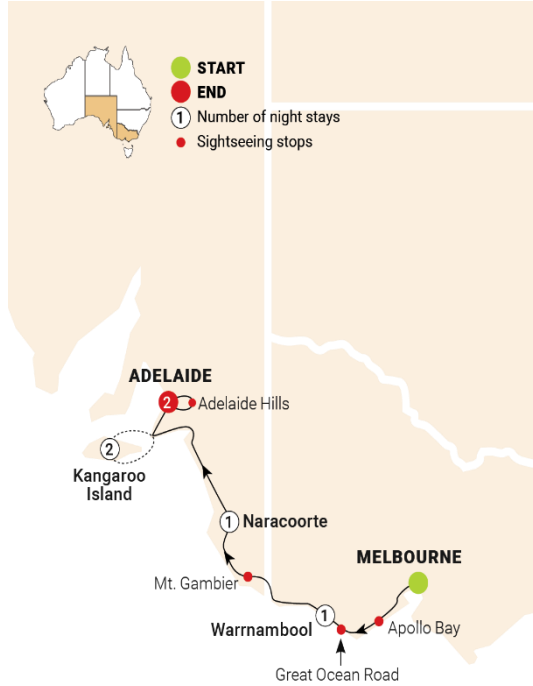 START
END
1 Number of night stays
Sightseeing stops
ADELAIDE
2
Adelaide Hills
2
Kangaroo
Island
1 Naracoorte
MELBOURNE
Mt. Gambier
1
Warrnambool
Apollo Bay
Great Ocean Road